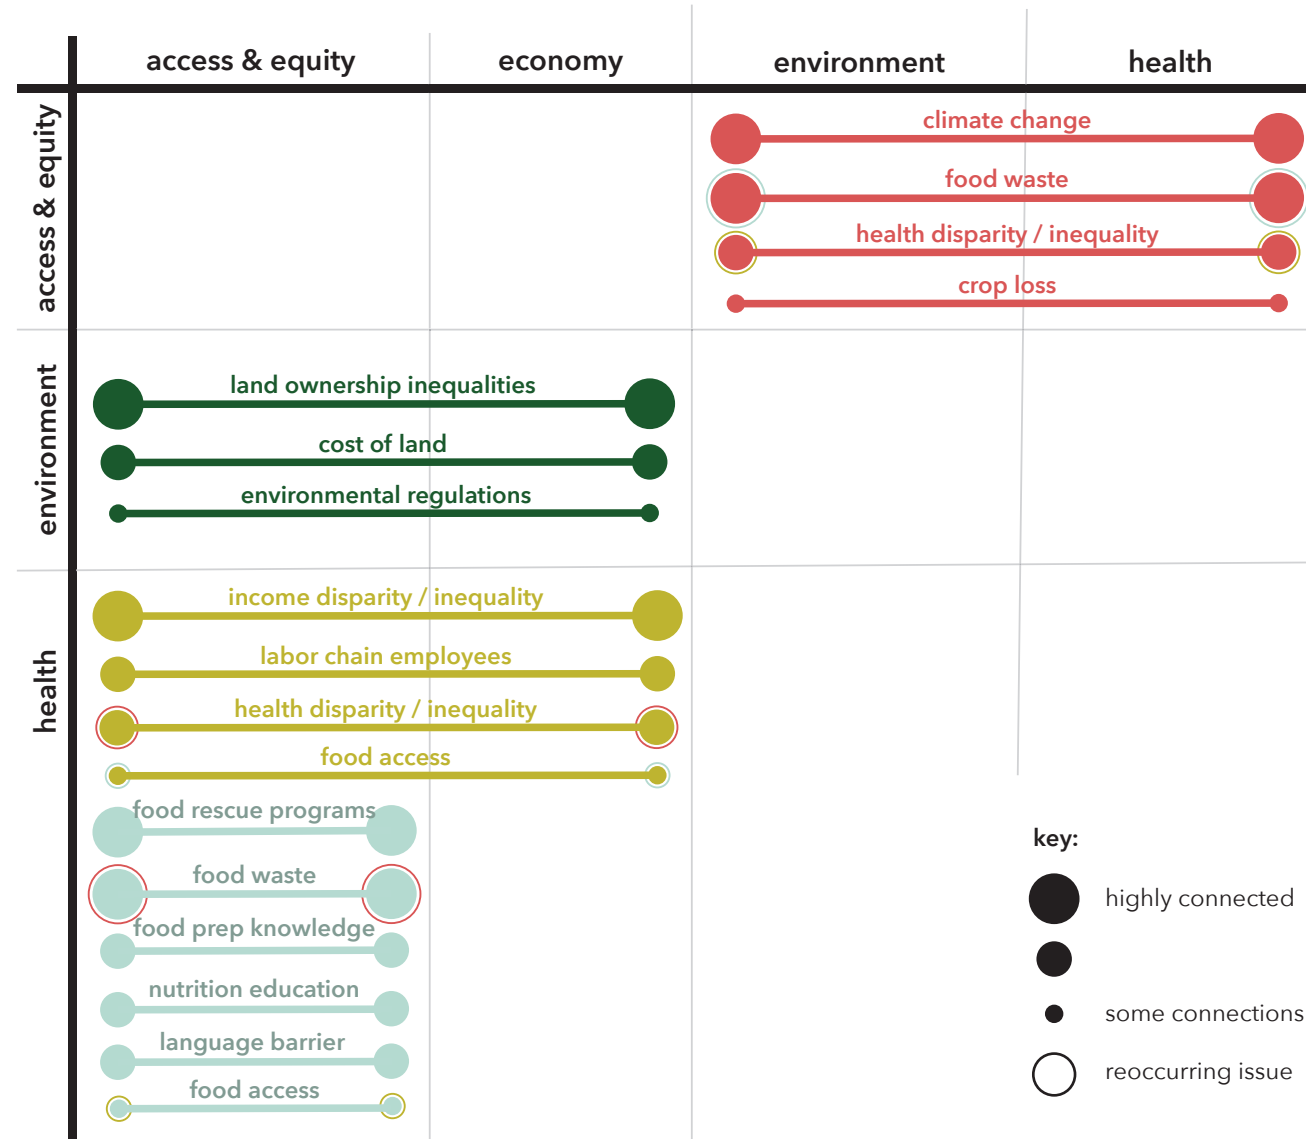 access & equity
economy
environment
health
access & equity
climate change
food waste
health disparity / inequality
crop loss
environment
land ownership inequalities
cost of land
environmental regulations
health
income disparity / inequality
labor chain employees
health disparity / inequality
food access
food rescue programs
food waste
food prep knowledge
nutrition education
language barrier
food access
key:
highly connected
some connections
reoccurring issue